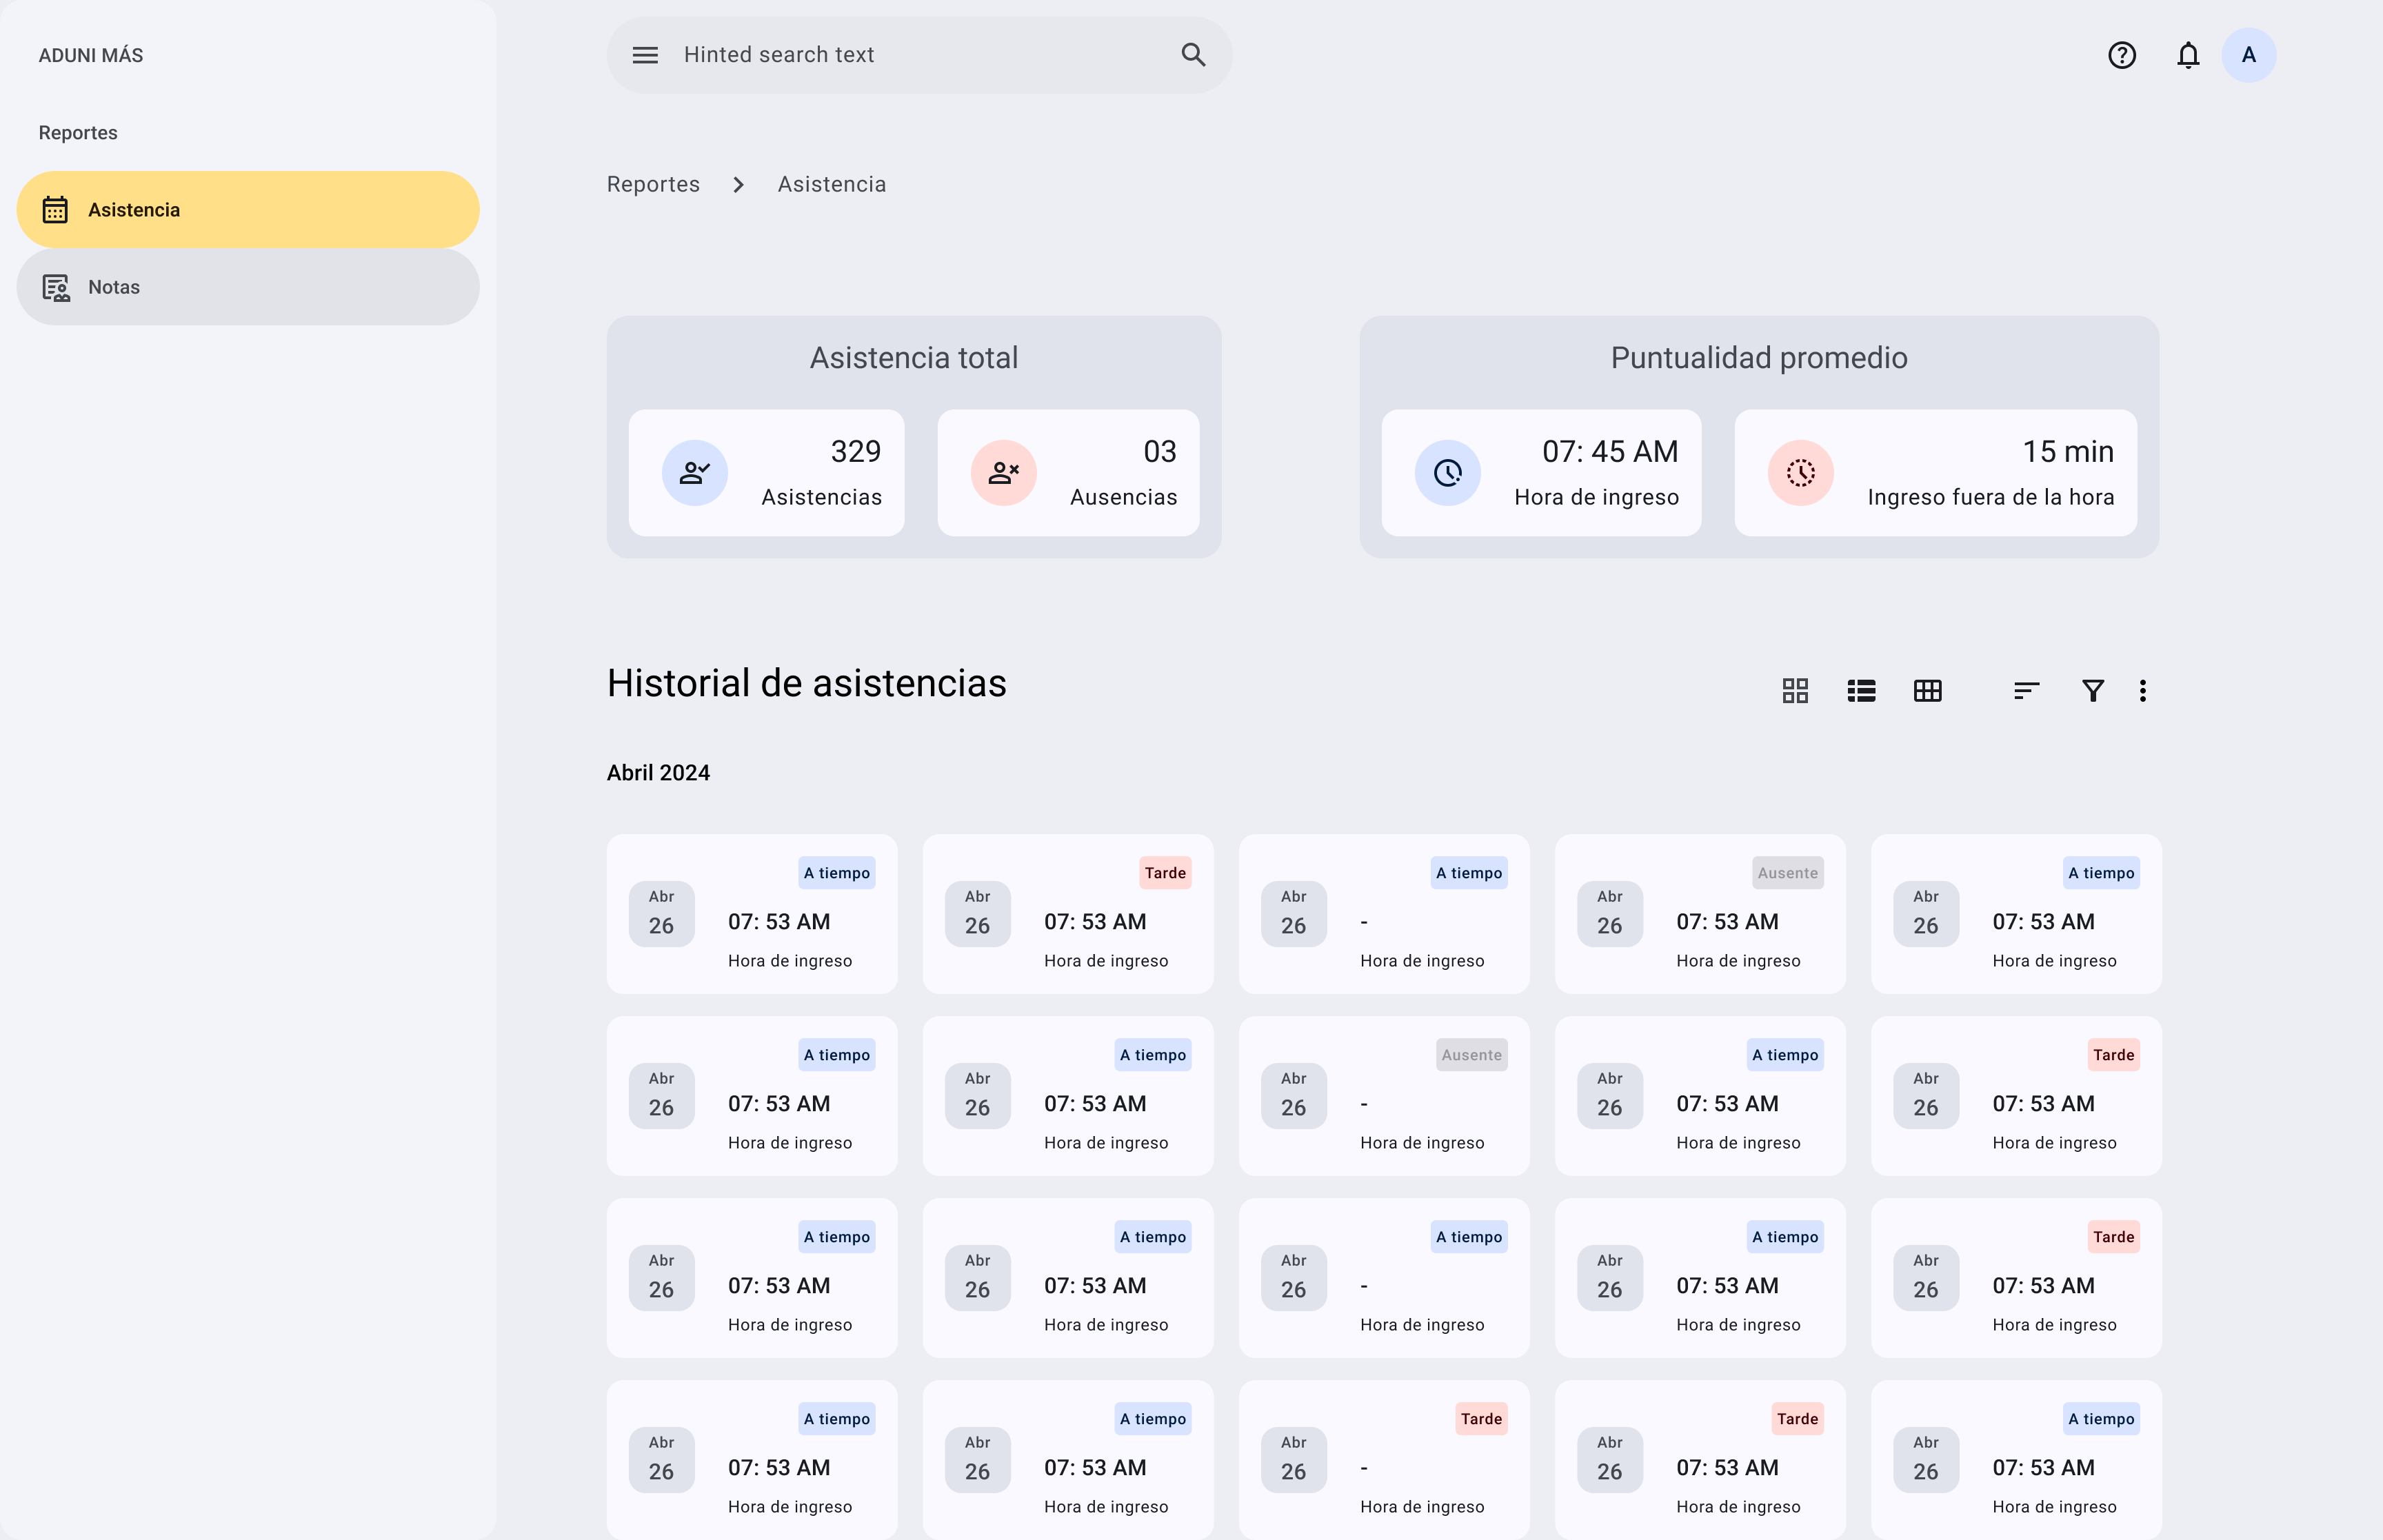 ADUNI MÁS
Reportes
Asistencia
Notas
Hinted search text
A
Reportes > Asistencia
Asistencia total
329
Asistencias
03
Ausencias
Puntualidad promedio
07: 45 AM
Hora de ingreso
15 min
Ingreso fuera de la hora
Historial de asistencias
Abril 2024
A tiempo
Abr
26
07: 53 AM
Hora de ingreso
Tarde
Abr
26
07: 53 AM
Hora de ingreso
A tiempo
Abr
26
-
Hora de ingreso
Ausente
Abr
26
07: 53 AM
Hora de ingreso
A tiempo
Abr
26
07: 53 AM
Hora de ingreso
A tiempo
Abr
26
07: 53 AM
Hora de ingreso
A tiempo
Abr
26
07: 53 AM
Hora de ingreso
Ausente
Abr
26
-
Hora de ingreso
A tiempo
Abr
26
07: 53 AM
Hora de ingreso
Tarde
Abr
26
07: 53 AM
Hora de ingreso
A tiempo
Abr
26
07: 53 AM
Hora de ingreso
A tiempo
Abr
26
07: 53 AM
Hora de ingreso
A tiempo
Abr
26
-
Hora de ingreso
A tiempo
Abr
26
07: 53 AM
Hora de ingreso
Tarde
Abr
26
07: 53 AM
Hora de ingreso
A tiempo
Abr
26
07: 53 AM
Hora de ingreso
A tiempo
Abr
26
07: 53 AM
Hora de ingreso
Tarde
Abr
26
-
Hora de ingreso
Tarde
Abr
26
07: 53 AM
Hora de ingreso
A tiempo
Abr
26
07: 53 AM
Hora de ingreso